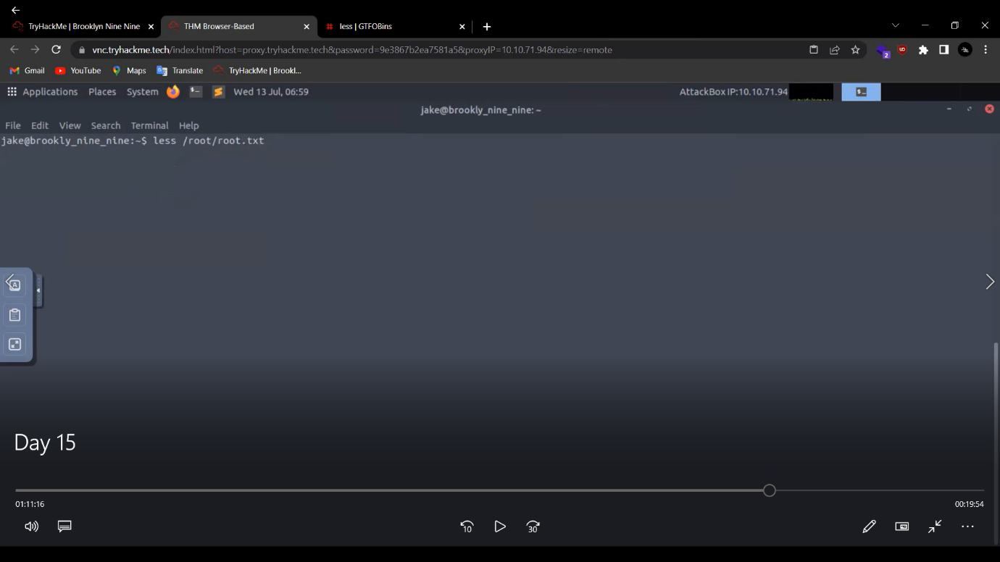 TryHackMe | Brooklyn Nine Nine
THM Browser-Based
less | GTFOBins
vnc.tryhackme.tech/index.html?host=proxy.tryhackme.tech&password=9e3867b2ea7581a5&proxyIP=10.10.71.94&resize=remote
2
Gmail
YouTube
Maps
Translate
TryHackMe | Brookl...
Applications
Places
System
Wed 13 Jul, 06:59
AttackBox IP:10.10.71.94
jake@brookly_nine_nine: ~
File Edit View Search Terminal Help
jake@brookly_nine_nine:~$ less /root/root.txt
A
Day 15
01:11:16
00:19:54
10
30